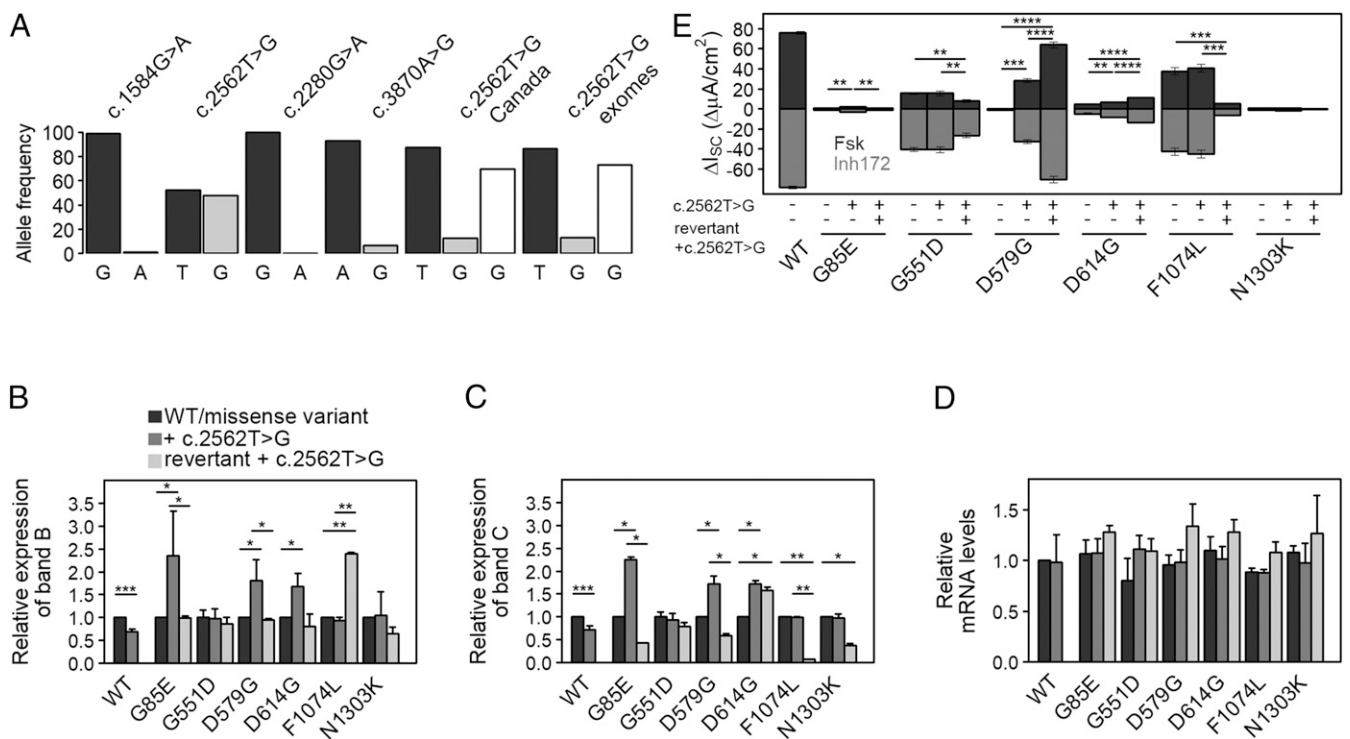 A
c.1584G>A
c.2562T>G
c.2280G>A
c.3870A>G
c.2562T>G Canada
c.2562T>G exomes
Allele frequency
100
80
60
40
20
0
G A T G G A A G T G G T G G
E
ΔISC (ΔμA/cm2)
80
60
40
20
0
-20
-40
-60
Fsk
Inh172
** **
** **
**** *** ****
**** ** ****
*** ***
c.2562T>G - - + + - + + - + + - + + - + + - + +
revertant +c.2562T>G - - - + - - + - - + - - + - - + - - +
WT G85E G551D D579G D614G F1074L N1303K
B
WT/missense variant
+ c.2562T>G
revertant + c.2562T>G
Relative expression of band B
3.5
3.0
2.5
2.0
1.5
1.0
0.5
0.0
*** * * * * * ** **
WT G85E G551D D579G D614G F1074L N1303K
C
Relative expression of band C
3.5
3.0
2.5
2.0
1.5
1.0
0.5
0.0
*** * * * * * * ** ** *
WT G85E G551D D579G D614G F1074L N1303K
D
Relative mRNA levels
1.5
1.0
0.5
0.0
WT G85E G551D D579G D614G F1074L N1303K